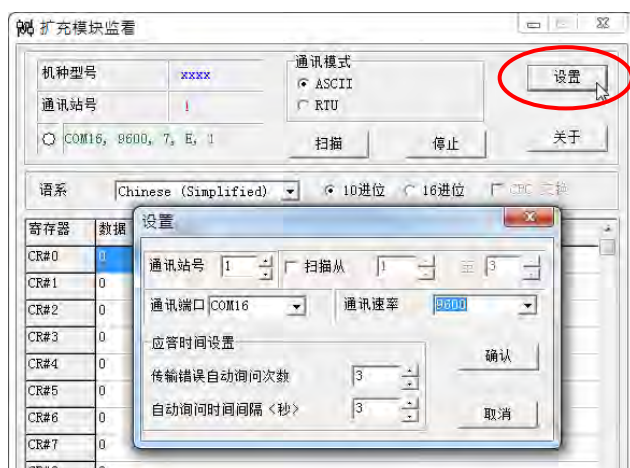 扩充模块监看
机种型号 xxxx
通讯站号 1
COM16, 9600, 7, E, 1
通讯模式
ASCII
RTU
设置
扫描 停止 关于
语系 Chinese (Simplified) 10进位 16进位 CRC 交换
寄存器 数据
CR#0 0
CR#1 0
CR#2 0
CR#3 0
CR#4 0
CR#5 0
CR#6 0
CR#7 0
设置
通讯站号 1 扫描从 1 至 3
通讯端口 COM16 通讯速率 9600
应答时间设置
传输错误自动询问次数 3
自动询问时间间隔 <秒> 3
确认
取消